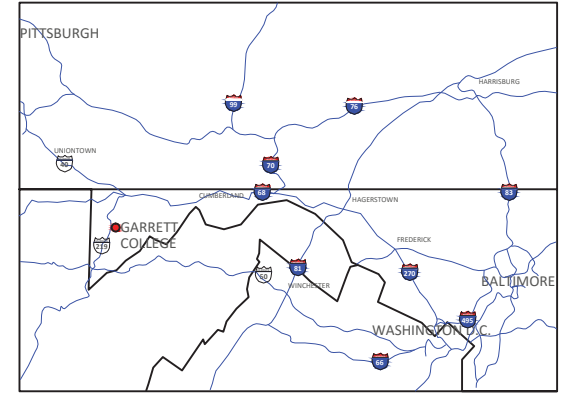 PITTSBURGH
HARRISBURG
99
76
UNIONTOWN
40
70
CUMBERLAND
68
83
HAGERSTOWN
GARRETT
COLLEGE
219
FREDERICK
81
60
270
WINCHESTER
BALTIMORE
495
WASHINGTON D.C.
66